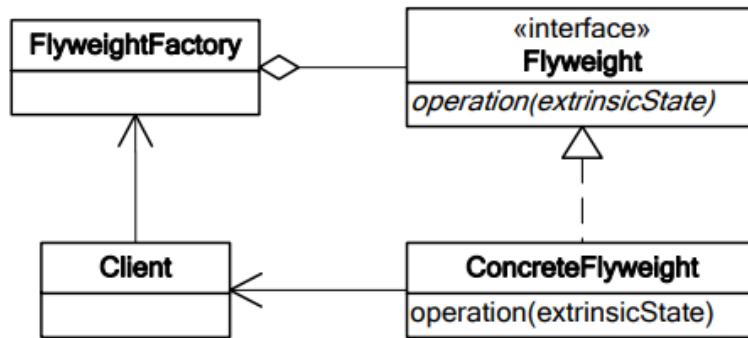 FlyweightFactory
«interface»
Flyweight
operation(extrinsicState)
Client
ConcreteFlyweight
operation(extrinsicState)